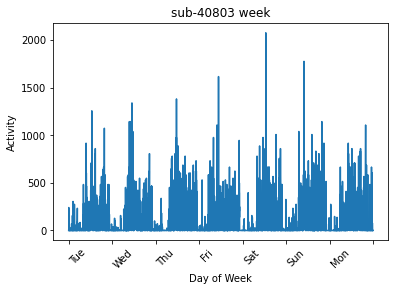 sub-40803 week
2000
1500
1000
500
0
Activity
Tue
Wed
Thu
Fri
Sat
Sun
Mon
Day of Week